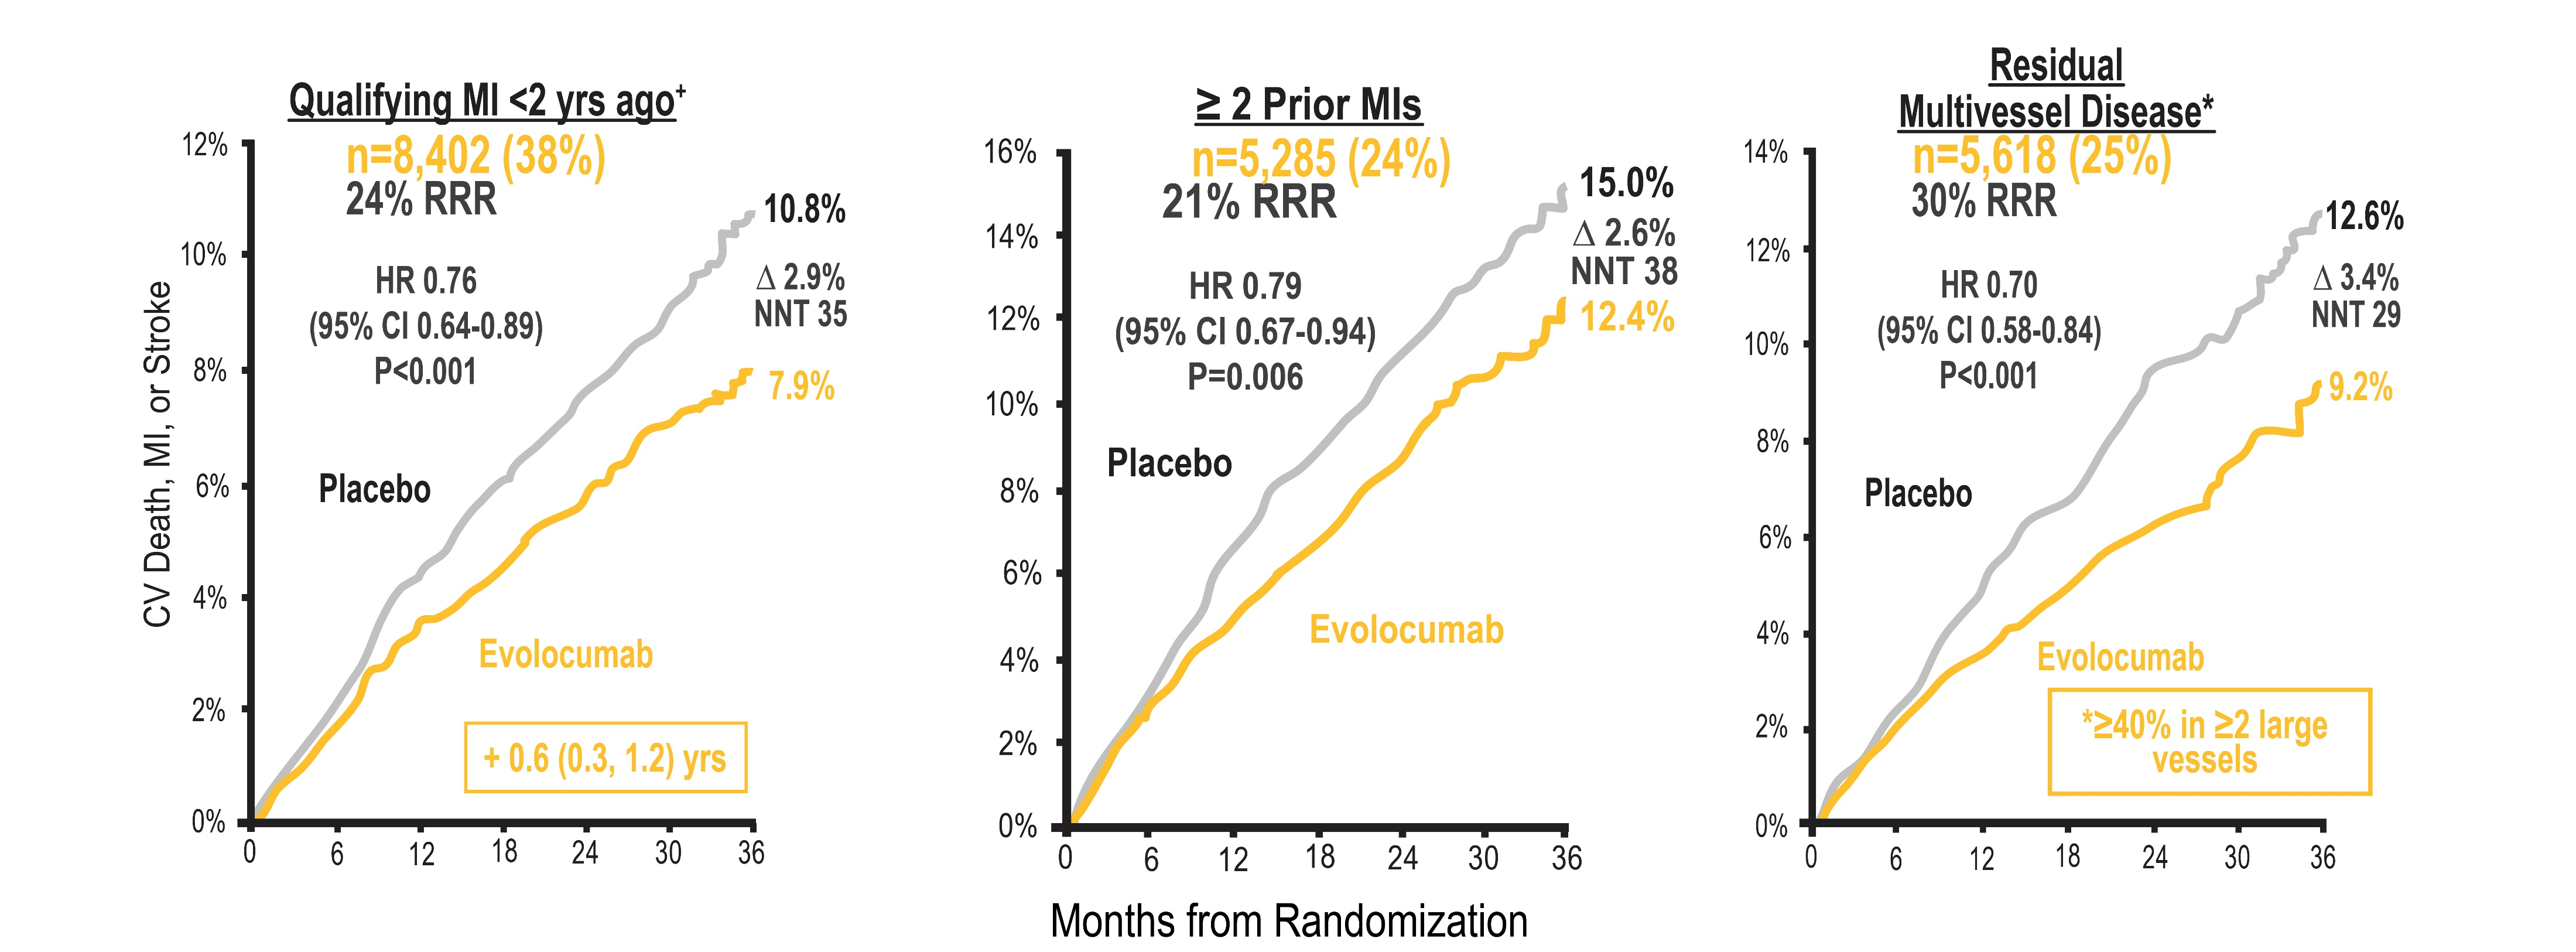 CV Death, MI, or Stroke
Qualifying MI <2 yrs ago+
n=8,402 (38%)
24% RRR
HR 0.76
(95% CI 0.64-0.89)
P<0.001
12%
10%
8%
6%
4%
2%
0%
10.8%
Δ 2.9%
NNT 35
7.9%
Placebo
Evolocumab
+ 0.6 (0.3, 1.2) yrs
0 6 12 18 24 30 36
≥ 2 Prior MIs
n=5,285 (24%)
21% RRR
HR 0.79
(95% CI 0.67-0.94)
P=0.006
16%
14%
12%
10%
8%
6%
4%
2%
0%
15.0%
Δ 2.6%
NNT 38
12.4%
Placebo
Evolocumab
0 6 12 18 24 30 36
Residual
Multivessel Disease*
n=5,618 (25%)
30% RRR
HR 0.70
(95% CI 0.58-0.84)
P<0.001
14%
12%
10%
8%
6%
4%
2%
0%
12.6%
Δ 3.4%
NNT 29
9.2%
Placebo
Evolocumab
*≥40% in ≥2 large
vessels
0 6 12 18 24 30 36
Months from Randomization